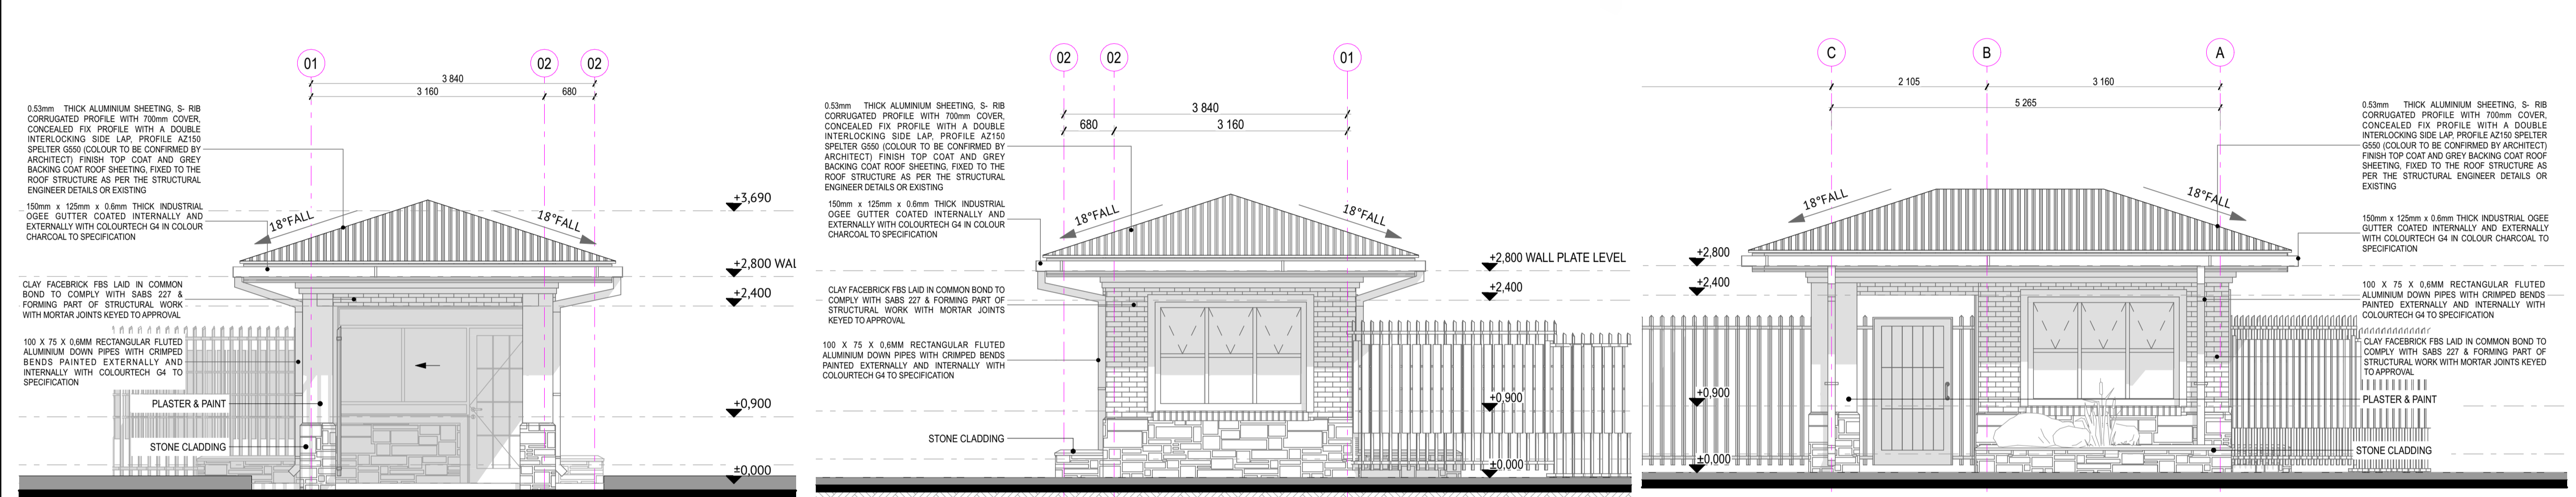 01
02
02
3 840
3 160
680
0.53mm THICK ALUMINIUM SHEETING, S- RIB
CORRUGATED PROFILE WITH 700mm COVER,
CONCEALED FIX PROFILE WITH A DOUBLE
INTERLOCKING SIDE LAP, PROFILE AZ150
SPELTER G550 (COLOUR TO BE CONFIRMED BY
ARCHITECT) FINISH TOP COAT AND GREY
BACKING COAT ROOF SHEETING, FIXED TO THE
ROOF STRUCTURE AS PER THE STRUCTURAL
ENGINEER DETAILS OR EXISTING
150mm x 125mm x 0.6mm THICK INDUSTRIAL
OGEE GUTTER COATED INTERNALLY AND
EXTERNALLY WITH COLOURTECH G4 IN COLOUR
CHARCOAL TO SPECIFICATION
18°FALL
18°FALL
+3,690
+2,800 WAL
+2,400
CLAY FACEBRICK FBS LAID IN COMMON
BOND TO COMPLY WITH SABS 227 &
FORMING PART OF STRUCTURAL WORK
WITH MORTAR JOINTS KEYED TO APPROVAL
100 X 75 X 0,6MM RECTANGULAR FLUTED
ALUMINIUM DOWN PIPES WITH CRIMPED
BENDS PAINTED EXTERNALLY AND
INTERNALLY WITH COLOURTECH G4 TO
SPECIFICATION
PLASTER & PAINT
+0,900
STONE CLADDING
±0,000
02
02
01
3 840
680
3 160
0.53mm THICK ALUMINIUM SHEETING, S- RIB
CORRUGATED PROFILE WITH 700mm COVER,
CONCEALED FIX PROFILE WITH A DOUBLE
INTERLOCKING SIDE LAP, PROFILE AZ150
SPELTER G550 (COLOUR TO BE CONFIRMED BY
ARCHITECT) FINISH TOP COAT AND GREY
BACKING COAT ROOF SHEETING, FIXED TO THE
ROOF STRUCTURE AS PER THE STRUCTURAL
ENGINEER DETAILS OR EXISTING
150mm x 125mm x 0.6mm THICK INDUSTRIAL
OGEE GUTTER COATED INTERNALLY AND
EXTERNALLY WITH COLOURTECH G4 IN COLOUR
CHARCOAL TO SPECIFICATION
18°FALL
18°FALL
+2,800 WALL PLATE LEVEL
+2,400
CLAY FACEBRICK FBS LAID IN COMMON BOND TO
COMPLY WITH SABS 227 & FORMING PART OF
STRUCTURAL WORK WITH MORTAR JOINTS
KEYED TO APPROVAL
100 X 75 X 0,6MM RECTANGULAR FLUTED
ALUMINIUM DOWN PIPES WITH CRIMPED BENDS
PAINTED EXTERNALLY AND INTERNALLY WITH
COLOURTECH G4 TO SPECIFICATION
+0,900
STONE CLADDING
±0,000
C
B
A
2 105
3 160
5 265
0.53mm THICK ALUMINIUM SHEETING, S- RIB
CORRUGATED PROFILE WITH 700mm COVER,
CONCEALED FIX PROFILE WITH A DOUBLE
INTERLOCKING SIDE LAP, PROFILE AZ150 SPELTER
G550 (COLOUR TO BE CONFIRMED BY ARCHITECT)
FINISH TOP COAT AND GREY BACKING COAT ROOF
SHEETING, FIXED TO THE ROOF STRUCTURE AS
PER THE STRUCTURAL ENGINEER DETAILS OR
EXISTING
18°FALL
18°FALL
150mm x 125mm x 0.6mm THICK INDUSTRIAL OGEE
GUTTER COATED INTERNALLY AND EXTERNALLY
WITH COLOURTECH G4 IN COLOUR CHARCOAL TO
SPECIFICATION
+2,800
+2,400
100 X 75 X 0,6MM RECTANGULAR FLUTED
ALUMINIUM DOWN PIPES WITH CRIMPED BENDS
PAINTED EXTERNALLY AND INTERNALLY WITH
COLOURTECH G4 TO SPECIFICATION
CLAY FACEBRICK FBS LAID IN COMMON BOND TO
COMPLY WITH SABS 227 & FORMING PART OF
STRUCTURAL WORK WITH MORTAR JOINTS KEYED
TO APPROVAL
+0,900
PLASTER & PAINT
STONE CLADDING
±0,000